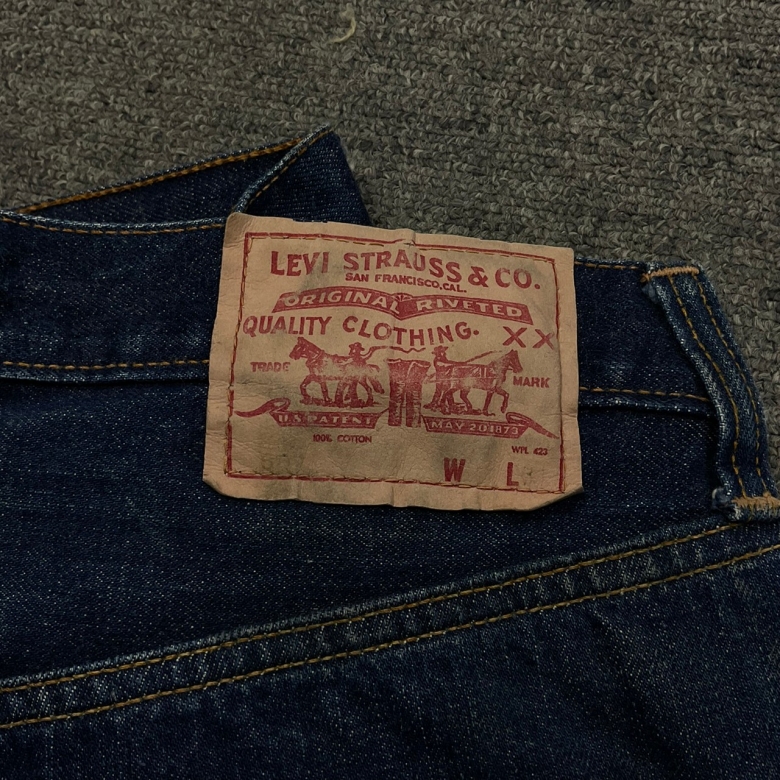 LEVI STRAUSS & CO.
SAN FRANCISCO, CAL.
ORIGINAL RIVETED
QUALITY CLOTHING. XX
TRADE MARK
U.S. PATENT MAY 20 1873
100% COTTON WPL 423
W L